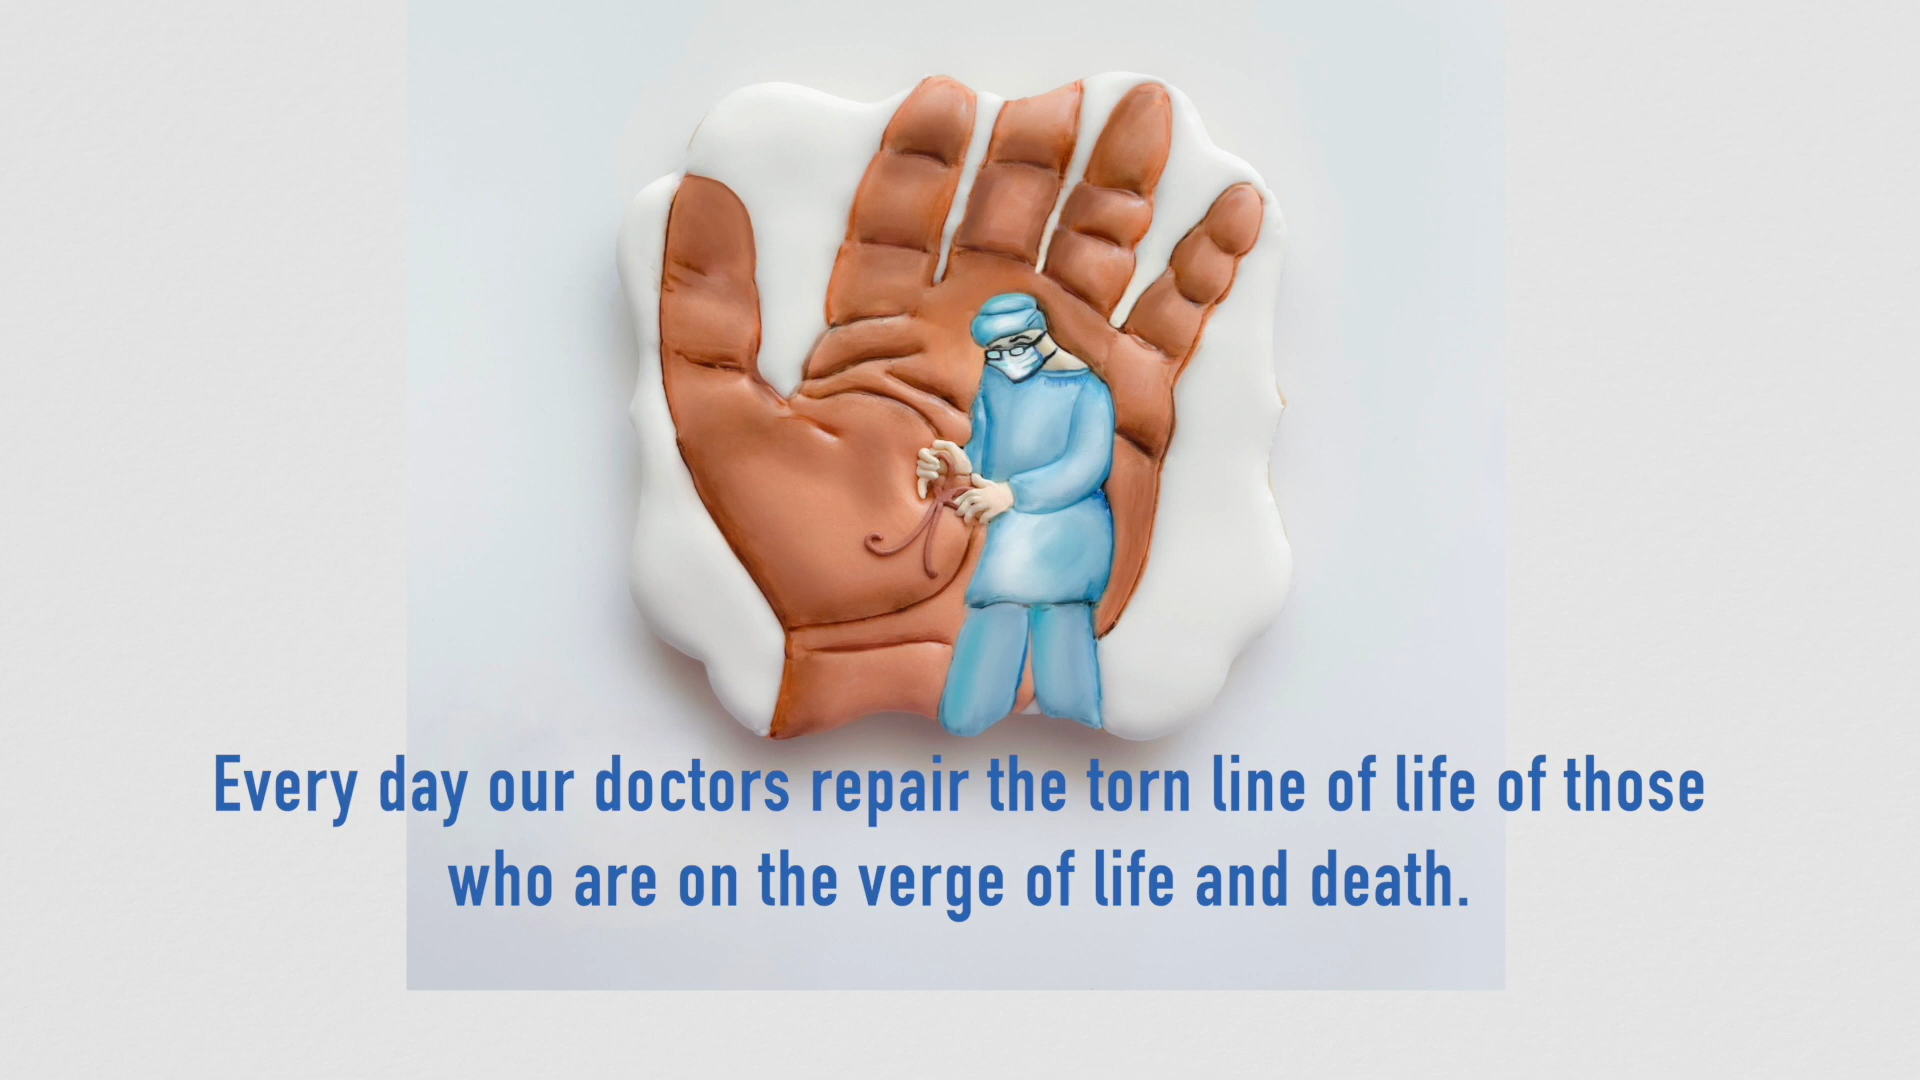 Every day our doctors repair the torn line of life of those
who are on the verge of life and death.